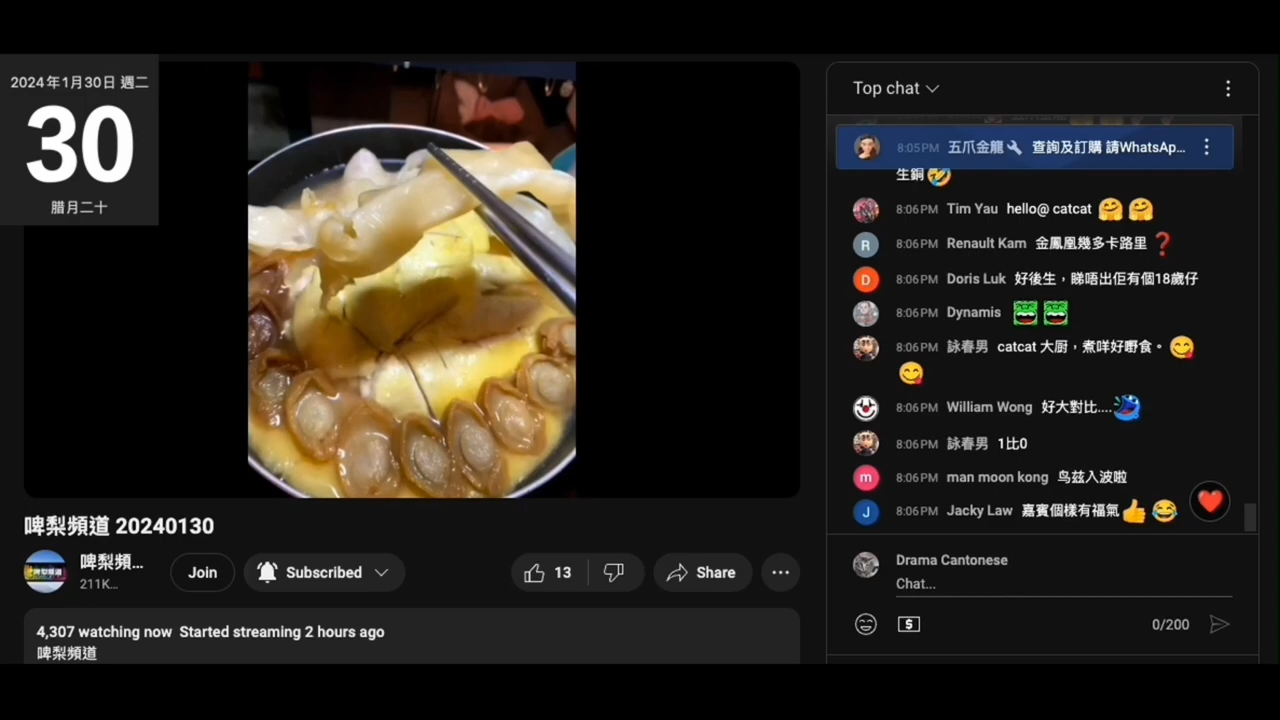 2024年1月30日 週二
30
臘月二十
啤梨頻道 20240130
啤梨頻...
211K...
Join
Subscribed
13
Share
4,307 watching now Started streaming 2 hours ago
啤梨頻道
Top chat
8:05PM 五爪金龍 查詢及訂購 請WhatsAp...
生銅
8:06PM Tim Yau hello@ catcat
8:06PM Renault Kam 金鳳凰幾多卡路里
8:06PM Doris Luk 好後生，睇唔出佢有個18歲仔
8:06PM Dynamis
8:06PM 詠春男 catcat 大厨，煮咩好嘢食。
8:06PM William Wong 好大對比....
8:06PM 詠春男 1比0
8:06PM man moon kong 鸟兹入波啦
8:06PM Jacky Law 嘉賓個樣有福氣
Drama Cantonese
Chat...
0/200